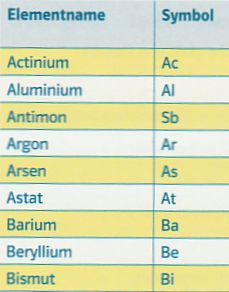 Elementname Symbol
Actinium Ac
Aluminium Al
Antimon Sb
Argon Ar
Arsen As
Astat At
Barium Ba
Beryllium Be
Bismut Bi